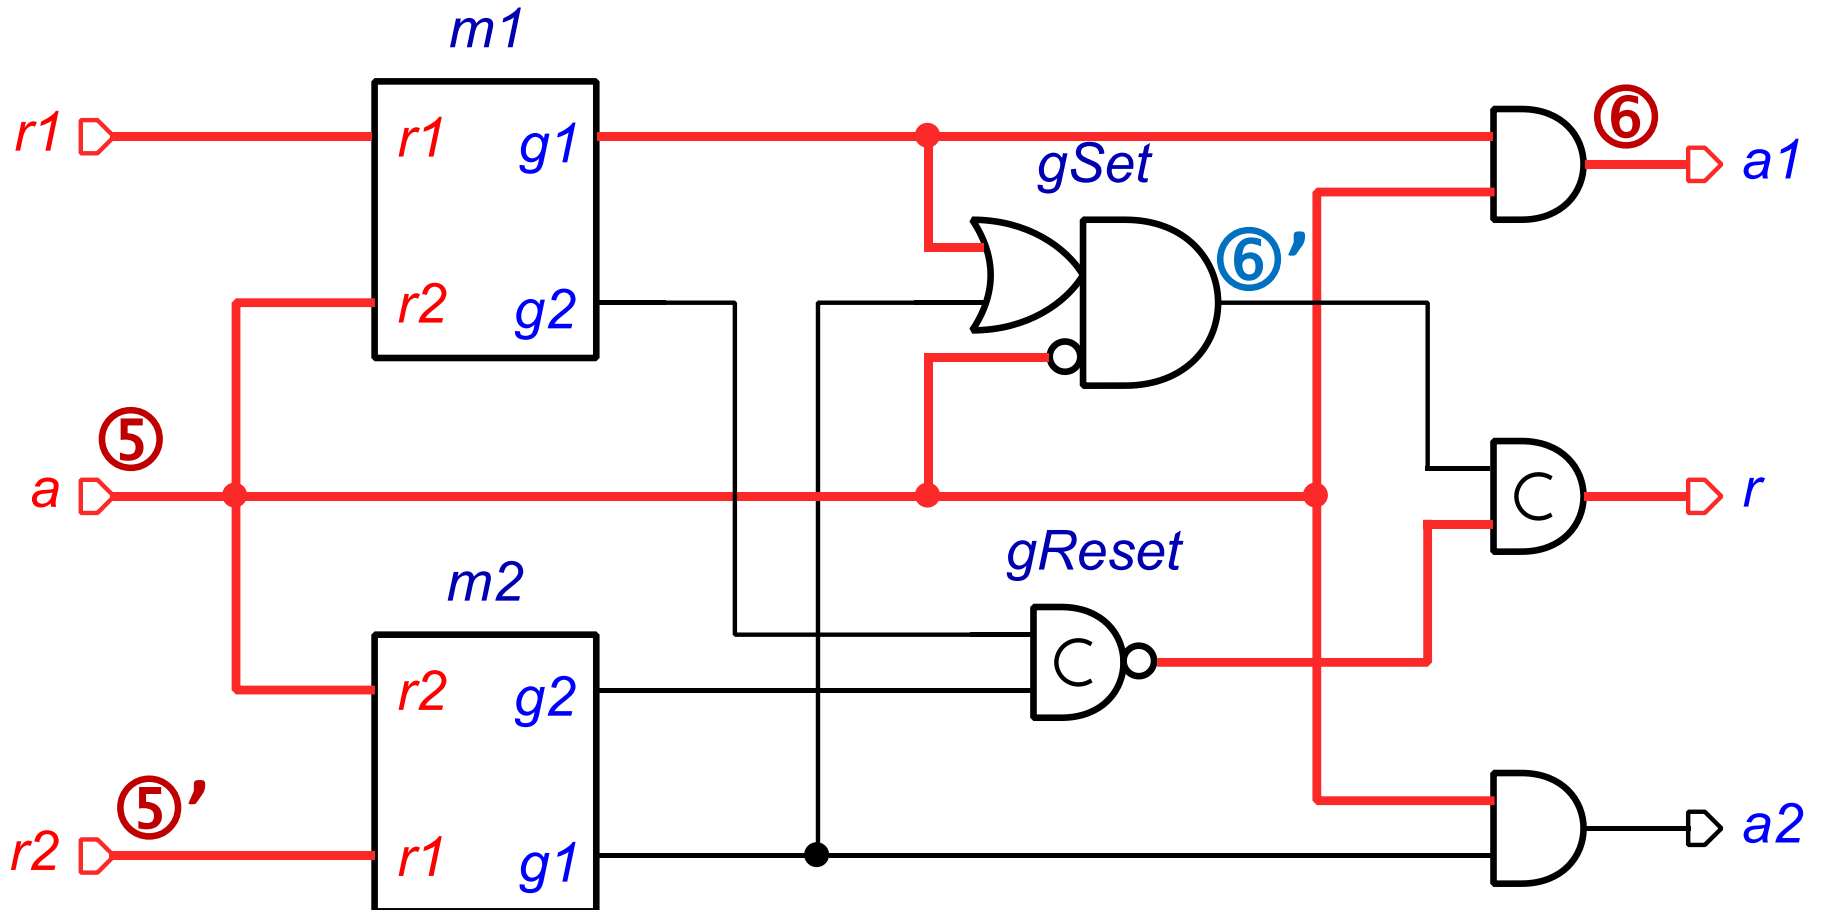 m1
r1
r1
g1
gSet
⑥
a1
r2
g2
⑥’
⑤
a
r
m2
gReset
C
C
r2
g2
⑤’
r2
r1
g1
a2